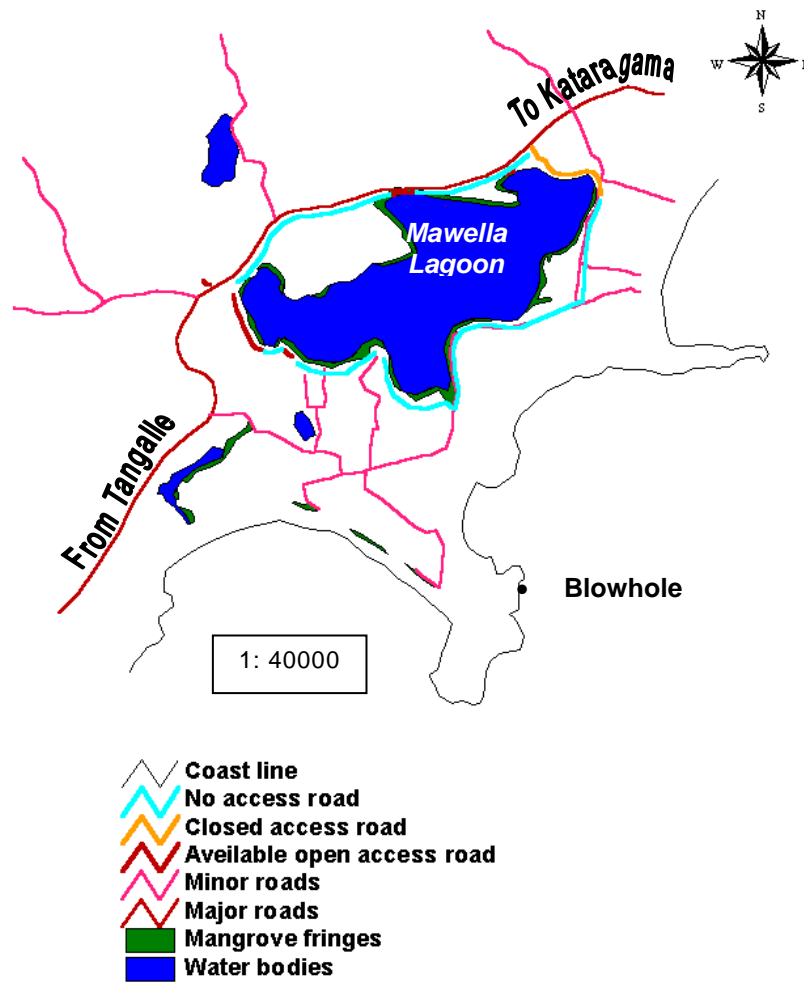 N
W
S
To Kataragama
Mawella
Lagoon
From Tangalle
Blowhole
1: 40000
Coast line
No access road
Closed access road
Aveilable open access road
Minor roads
Major roads
Mangrove fringes
Water bodies